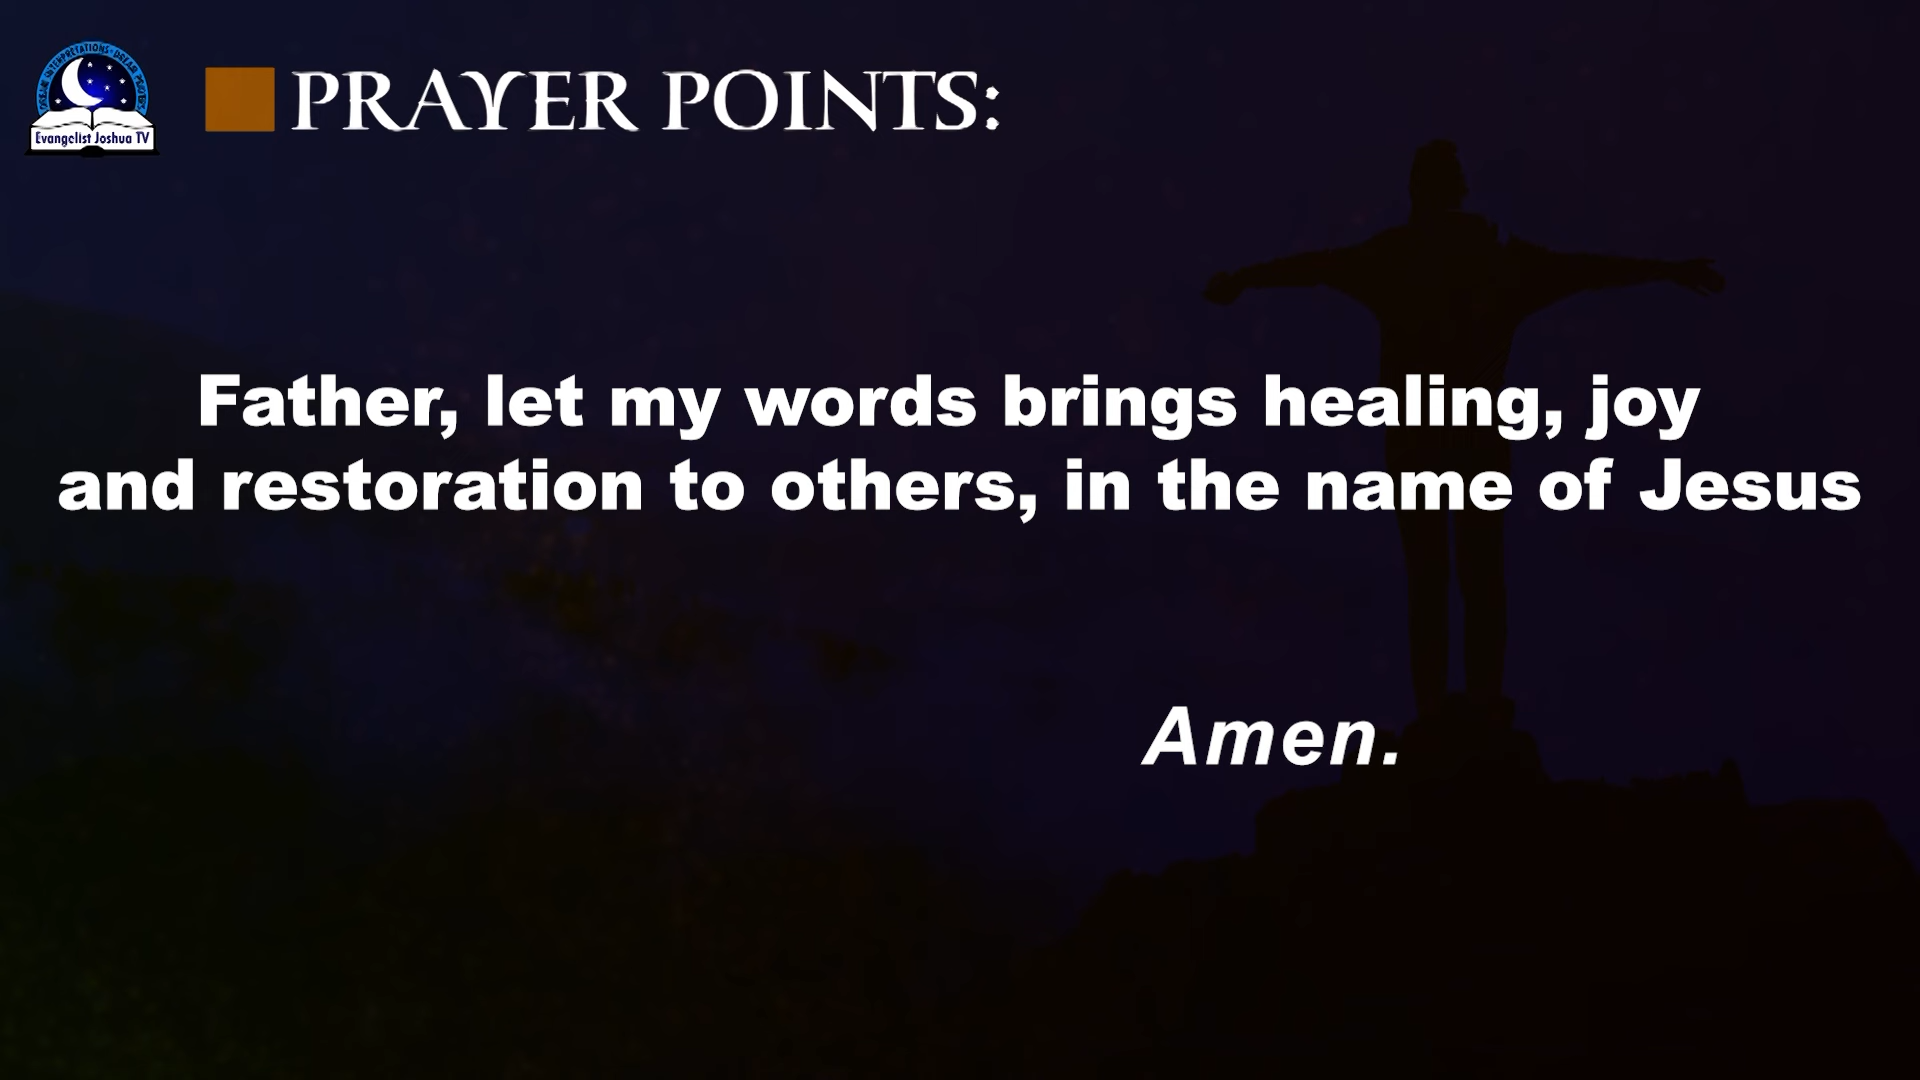 PRAYER POINTS:
Evangelist Joshua TV
Father, let my words brings healing, joy
and restoration to others, in the name of Jesus
Amen.